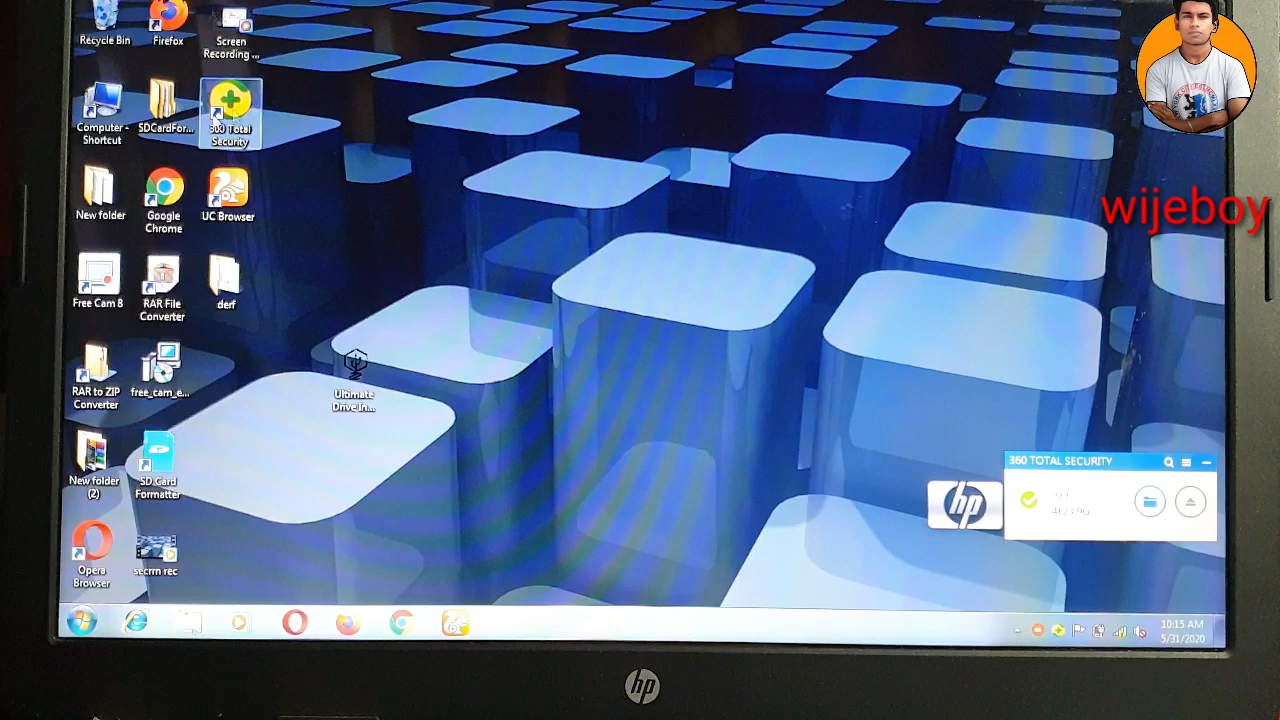 Recycle Bin
Firefox
Screen
Recording ...
Computer -
Shortcut
SDCardFor...
360 Total
Security
New folder
Google
Chrome
UC Browser
Free Cam 8
RAR File
Converter
derf
RAR to ZIP
Converter
free_cam_e...
Ultimate
Drive In...
New folder
(2)
SD Card
Formatter
Opera
Browser
secrrn rec
wijeboy
360 TOTAL SECURITY
hp
10:15 AM
5/31/2020
hp